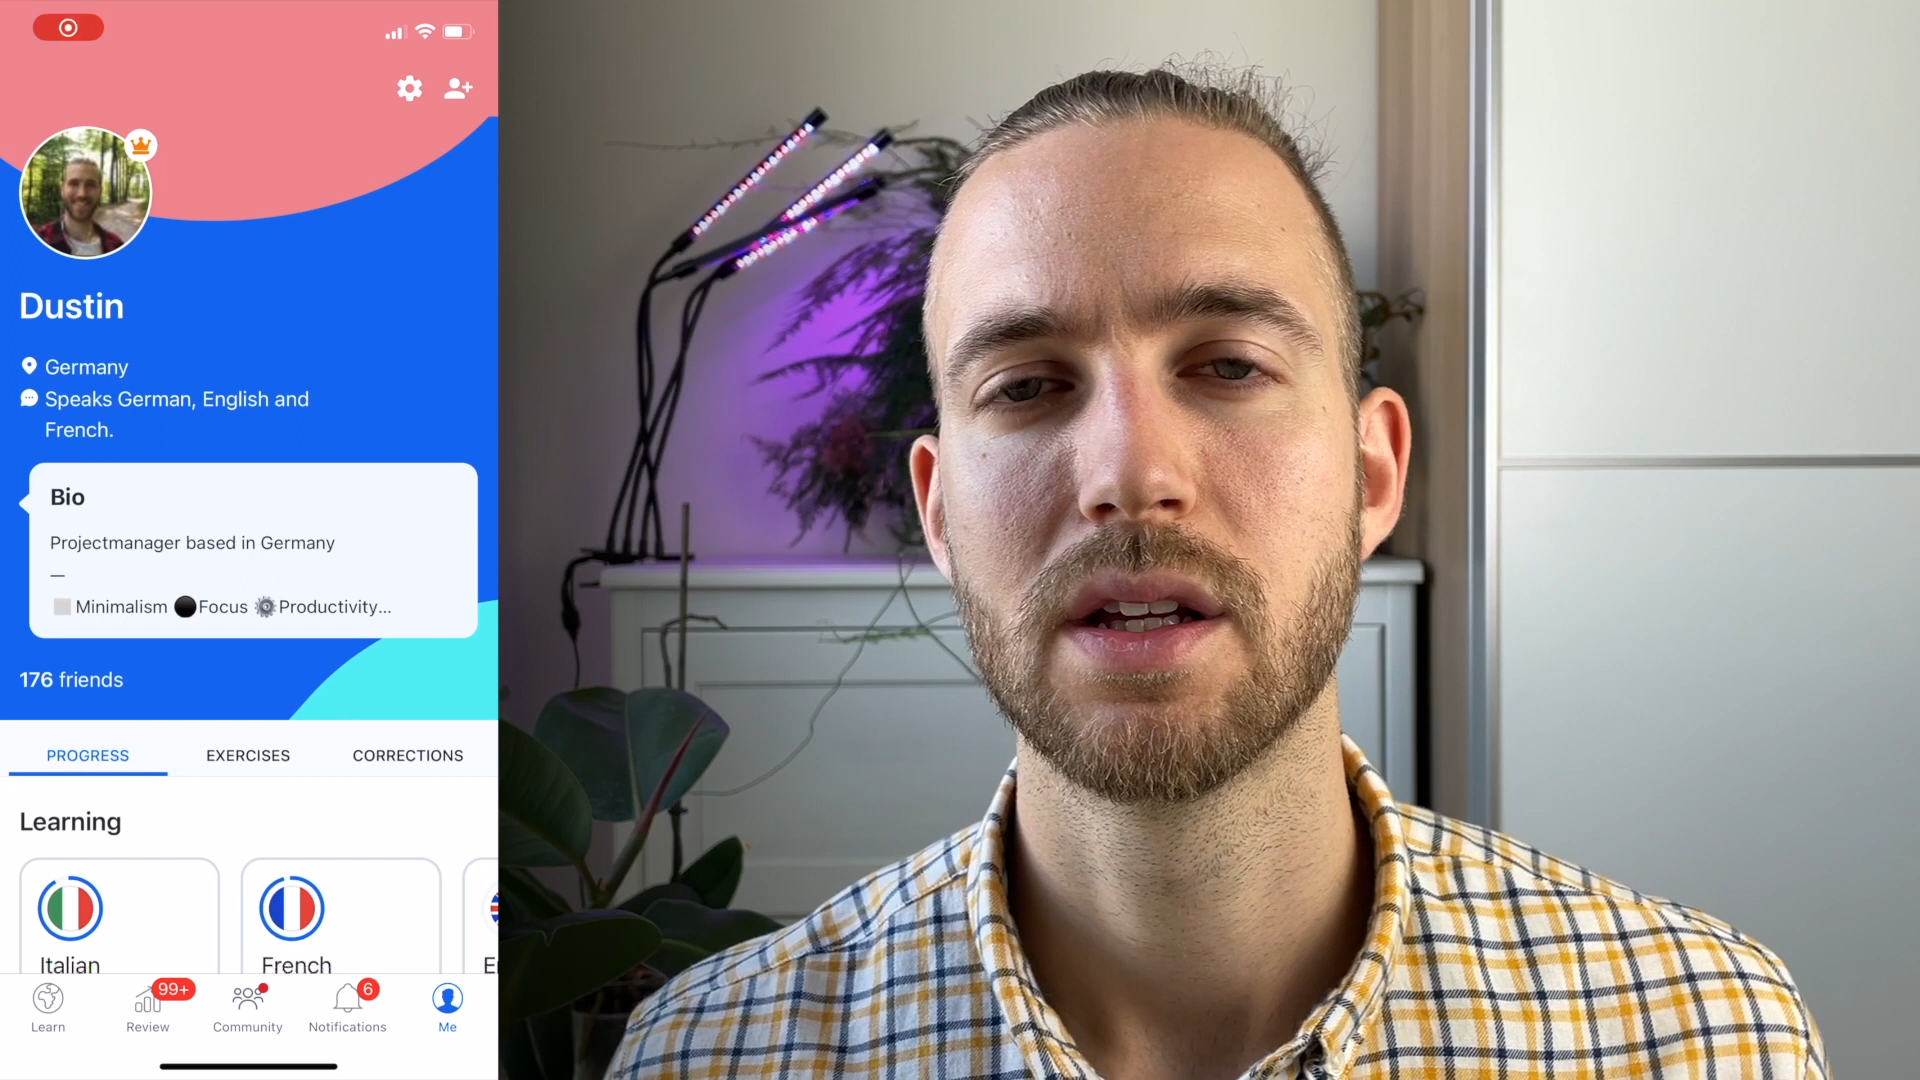 Dustin
Germany
Speaks German, English and
French.
Bio
Projectmanager based in Germany
—
Minimalism Focus Productivity...
176 friends
PROGRESS EXERCISES CORRECTIONS
Learning
Italian French
99+ 6
Learn Review Community Notifications Me